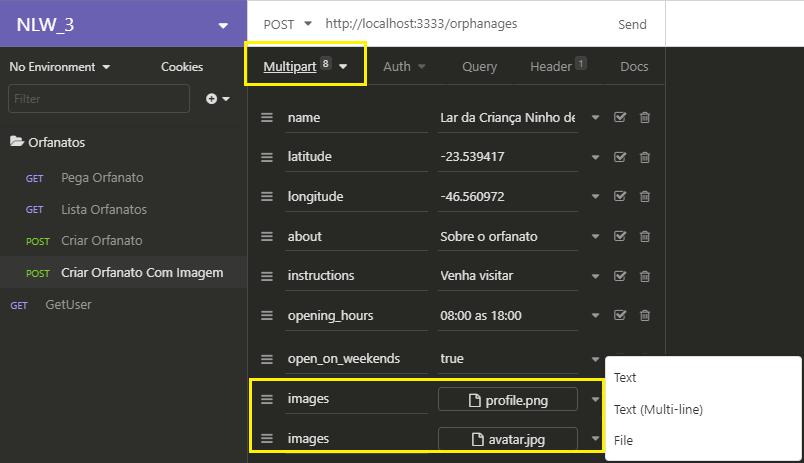 NLW_3
POST http://localhost:3333/orphanages Send
No Environment Cookies
Multipart 8 Auth Query Header 1 Docs
Filter
Orfanatos
GET Pega Orfanato
GET Lista Orfanatos
POST Criar Orfanato
POST Criar Orfanato Com Imagem
GET GetUser
name Lar da Criança Ninho de
latitude -23.539417
longitude -46.560972
about Sobre o orfanato
instructions Venha visitar
opening_hours 08:00 as 18:00
open_on_weekends true
images profile.png
images avatar.jpg
Text
Text (Multi-line)
File